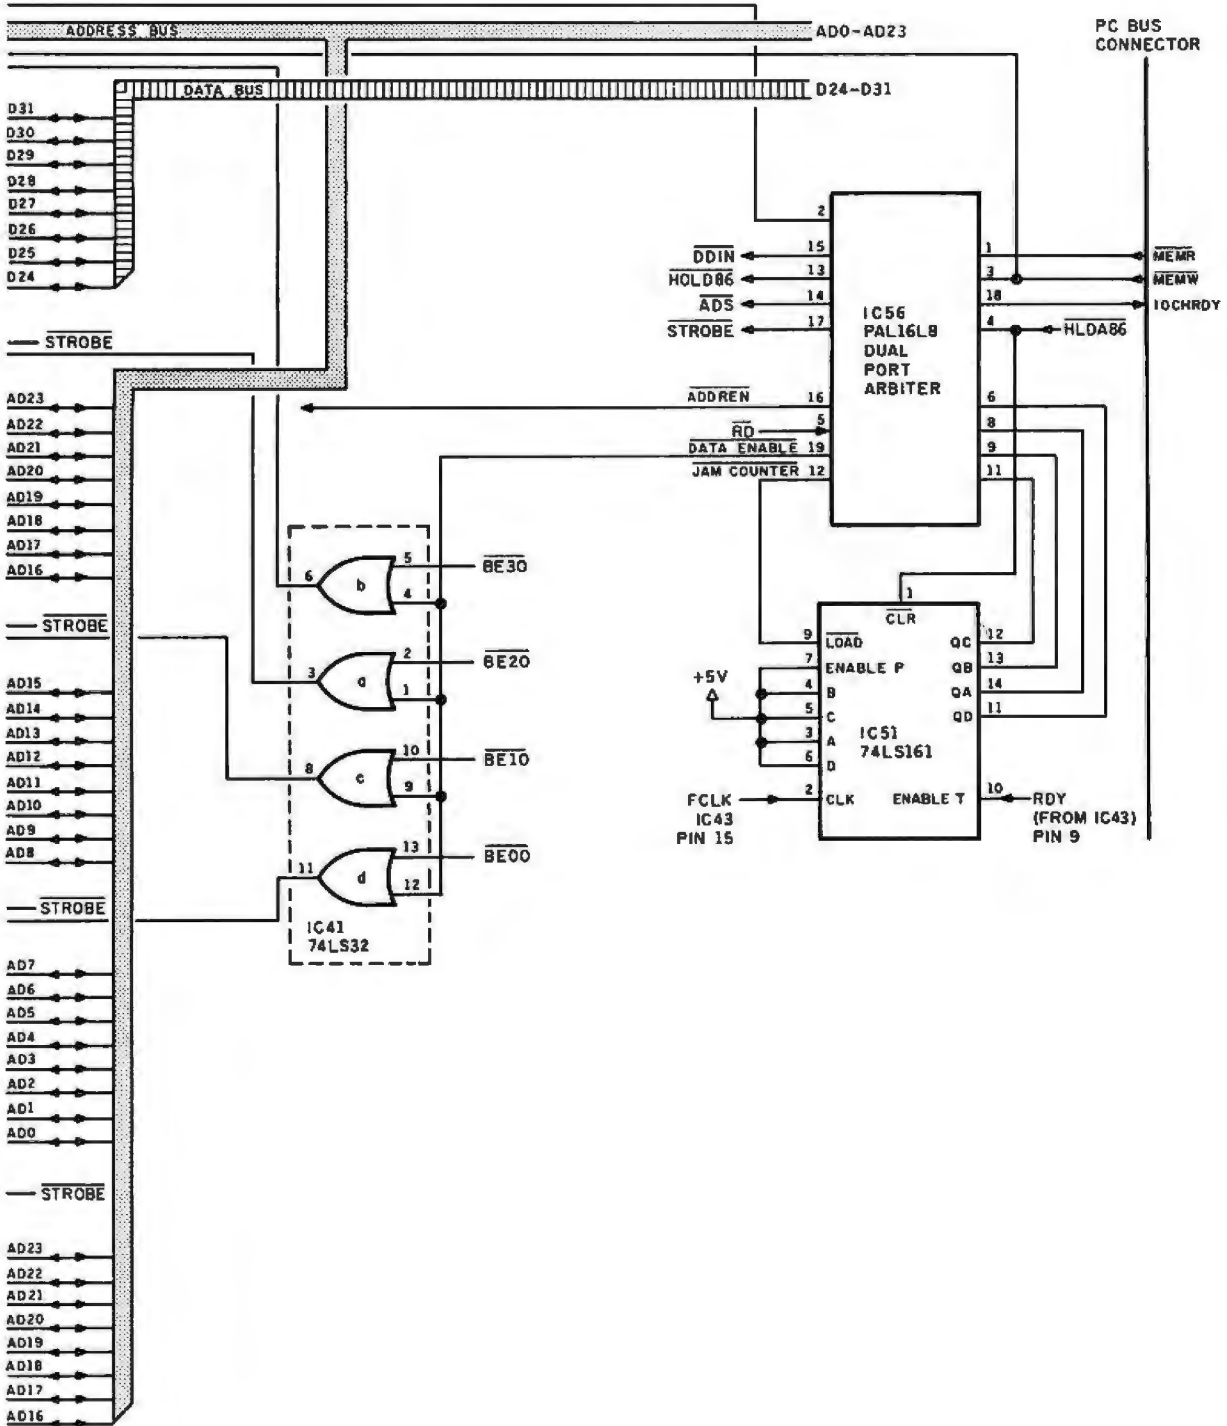 ADDRESS BUS
AD0-AD23
PC BUS
CONNECTOR
DATA BUS
D24-D31
D31
D30
D29
D28
D27
D26
D25
D24
STROBE
AD23
AD22
AD21
AD20
AD19
AD18
AD17
AD16
STROBE
AD15
AD14
AD13
AD12
AD11
AD10
AD9
AD8
STROBE
AD7
AD6
AD5
AD4
AD3
AD2
AD1
AD0
STROBE
AD23
AD22
AD21
AD20
AD19
AD18
AD17
AD16
6 b 5 BE30
4
3 a 2 BE20
1
8 c 10 BE10
9
11 d 13 BE00
12
IC41
74LS32
2
DDIN 15
HOLD86 13
ADS 14
STROBE 17
ADDREN 16
RD 5
DATA ENABLE 19
JAM COUNTER 12
IC56
PAL16L8
DUAL
PORT
ARBITER
1 MEMR
3 MEMW
18 IOCHRDY
4 HLDA86
6
8
9
11
1
CLR
9 LOAD
7 ENABLE P
+5V
4 B
5 C
3 A
6 D
2 CLK
FCLK
IC43
PIN 15
IC51
74LS161
QC 12
QB 13
QA 14
QD 11
ENABLE T 10
RDY
(FROM IC43)
PIN 9